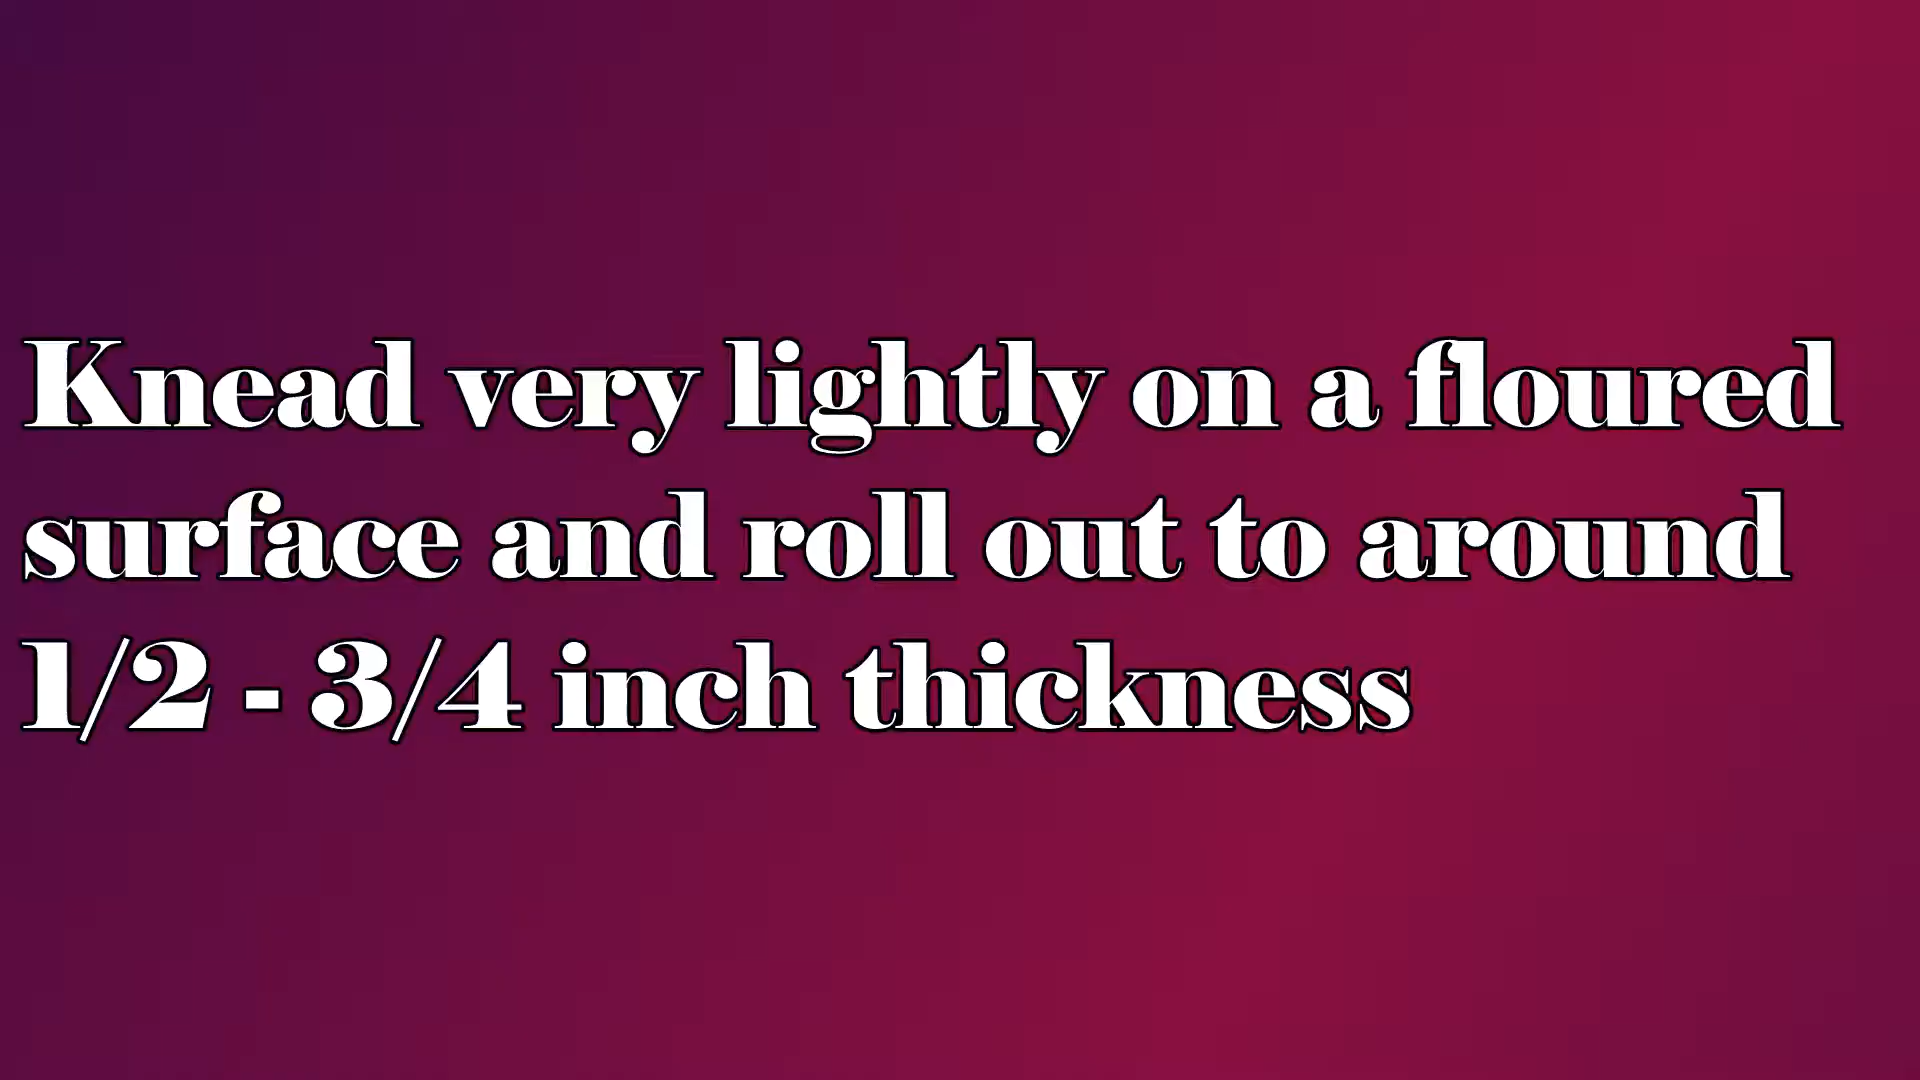 Knead very lightly on a floured
surface and roll out to around
1/2 - 3/4 inch thickness